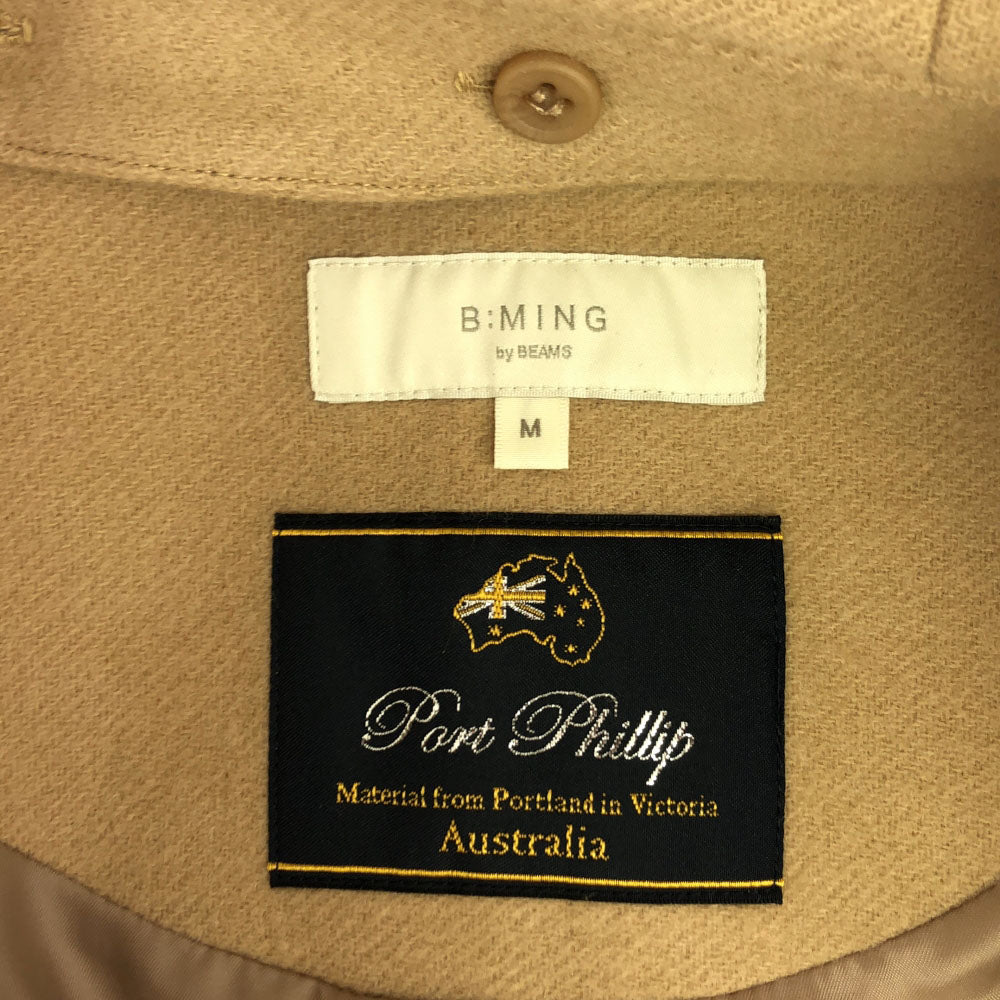 B:MING
by BEAMS
M
Port Phillip
Material from Portland in Victoria
Australia